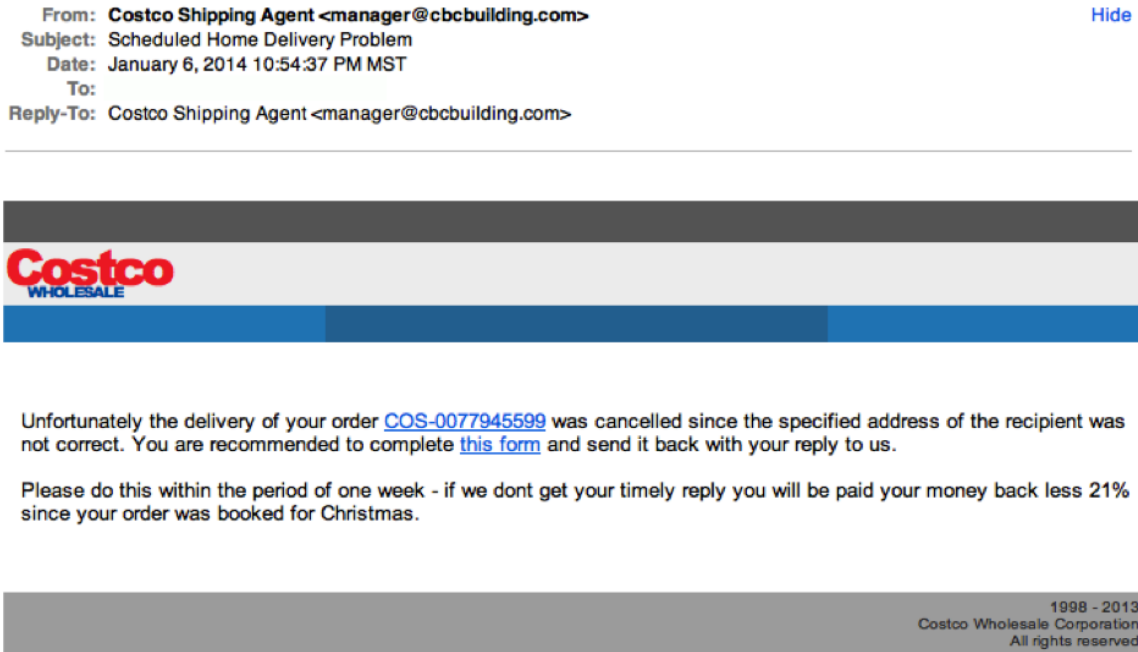 From: Costco Shipping Agent <manager@cbcbuilding.com>
Hide
Subject: Scheduled Home Delivery Problem
Date: January 6, 2014 10:54:37 PM MST
To:
Reply-To: Costco Shipping Agent <manager@cbcbuilding.com>
Costco
WHOLESALE
Unfortunately the delivery of your order COS-0077945599 was cancelled since the specified address of the recipient was
not correct. You are recommended to complete this form and send it back with your reply to us.
Please do this within the period of one week - if we dont get your timely reply you will be paid your money back less 21%
since your order was booked for Christmas.
1998 - 2013
Costco Wholesale Corporation
All rights reserved